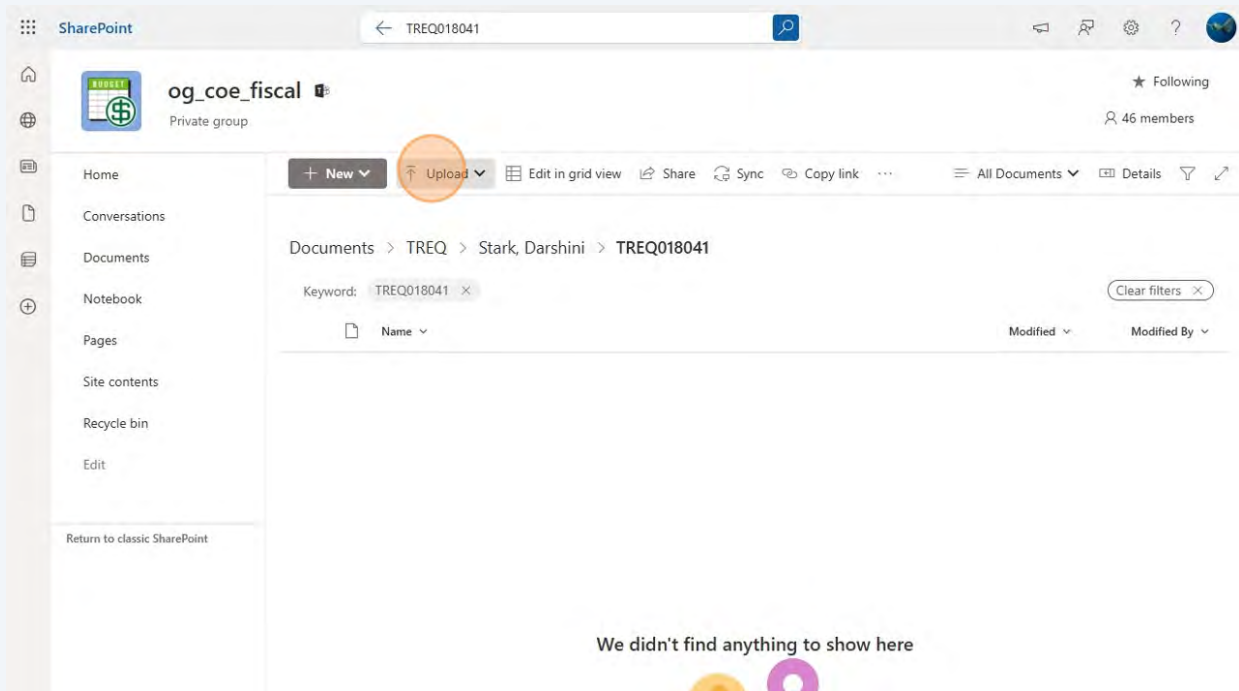 SharePoint
TREQ018041
?
BUDGET
$
og_coe_fiscal
Private group
Following
46 members
Home
Conversations
Documents
Notebook
Pages
Site contents
Recycle bin
Edit
Return to classic SharePoint
+ New
Upload
Edit in grid view
Share
Sync
Copy link
...
All Documents
Details
Documents > TREQ > Stark, Darshini > TREQ018041
Keyword: TREQ018041 ×
Clear filters ×
Name
Modified
Modified By
We didn't find anything to show here